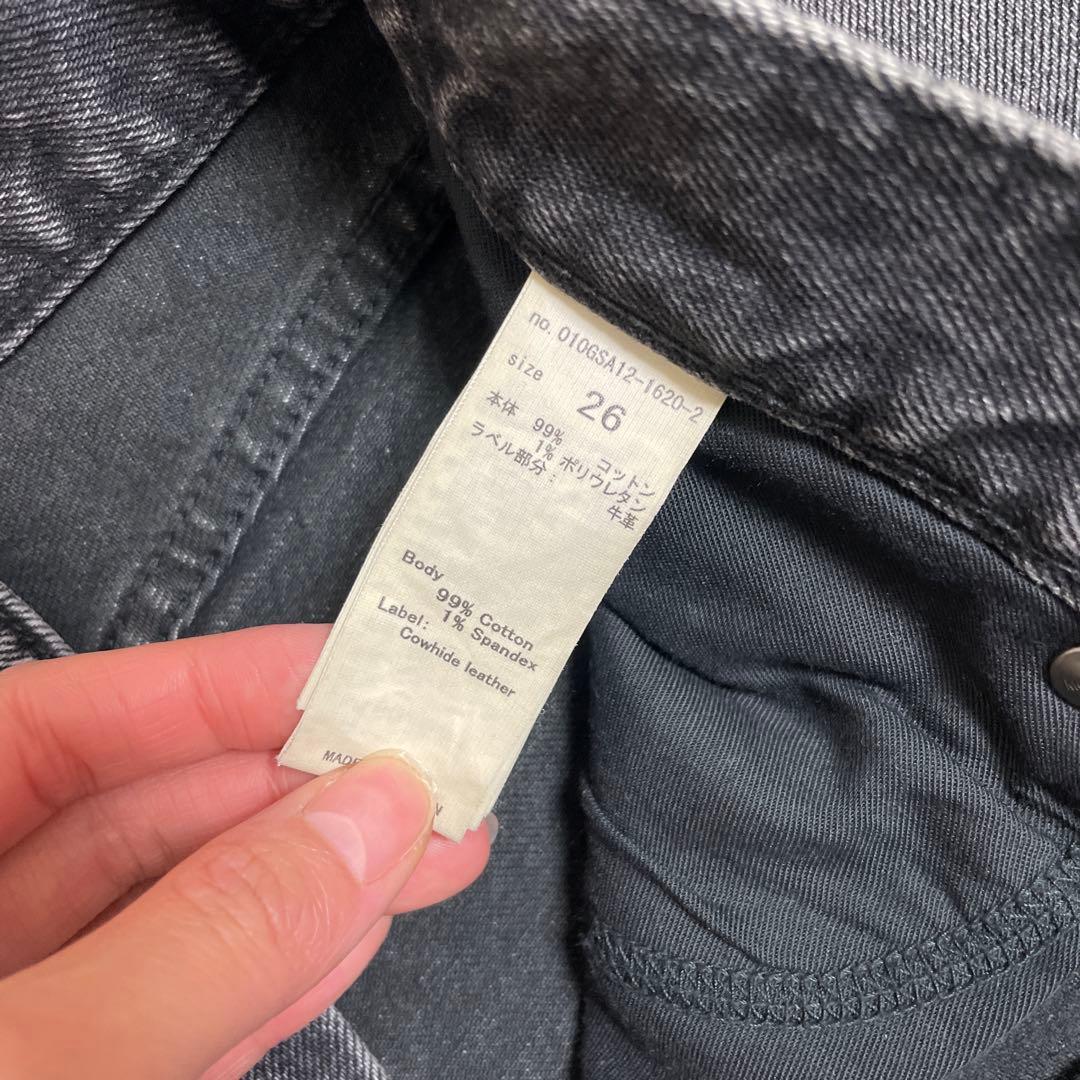 no. 010GSA12-1620-2
size 26
本体 99% コットン
1% ポリウレタン
ラベル部分: 牛革
Body
99% Cotton
1% Spandex
Label:
Cowhide leather
MADE